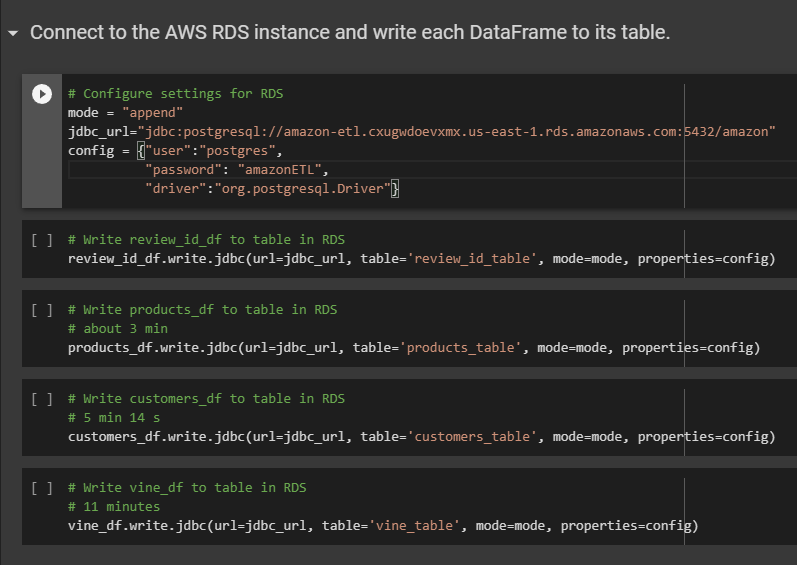 Connect to the AWS RDS instance and write each DataFrame to its table.
# Configure settings for RDS
mode = "append"
jdbc_url="jdbc:postgresql://amazon-etl.cxugwdoevxmx.us-east-1.rds.amazonaws.com:5432/amazon"
config = {"user":"postgres",
"password": "amazonETL",
"driver":"org.postgresql.Driver"}
[ ] # Write review_id_df to table in RDS
review_id_df.write.jdbc(url=jdbc_url, table='review_id_table', mode=mode, properties=config)
[ ] # Write products_df to table in RDS
# about 3 min
products_df.write.jdbc(url=jdbc_url, table='products_table', mode=mode, properties=config)
[ ] # Write customers_df to table in RDS
# 5 min 14 s
customers_df.write.jdbc(url=jdbc_url, table='customers_table', mode=mode, properties=config)
[ ] # Write vine_df to table in RDS
# 11 minutes
vine_df.write.jdbc(url=jdbc_url, table='vine_table', mode=mode, properties=config)